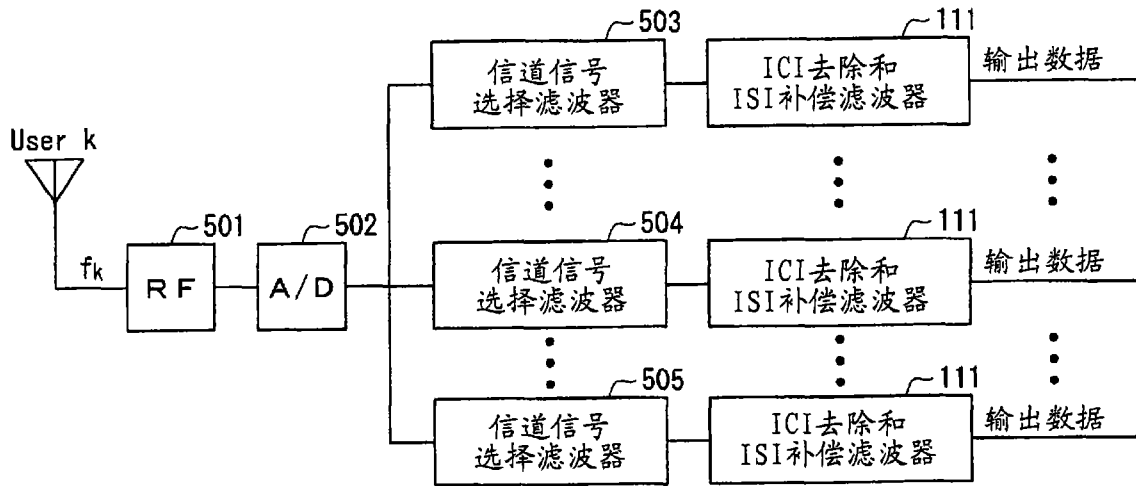 503
111
信道信号
选择滤波器
ICI去除和
ISI补偿滤波器
输出数据
User k
fk
501
RF
502
A/D
504
111
信道信号
选择滤波器
ICI去除和
ISI补偿滤波器
输出数据
505
111
信道信号
选择滤波器
ICI去除和
ISI补偿滤波器
输出数据